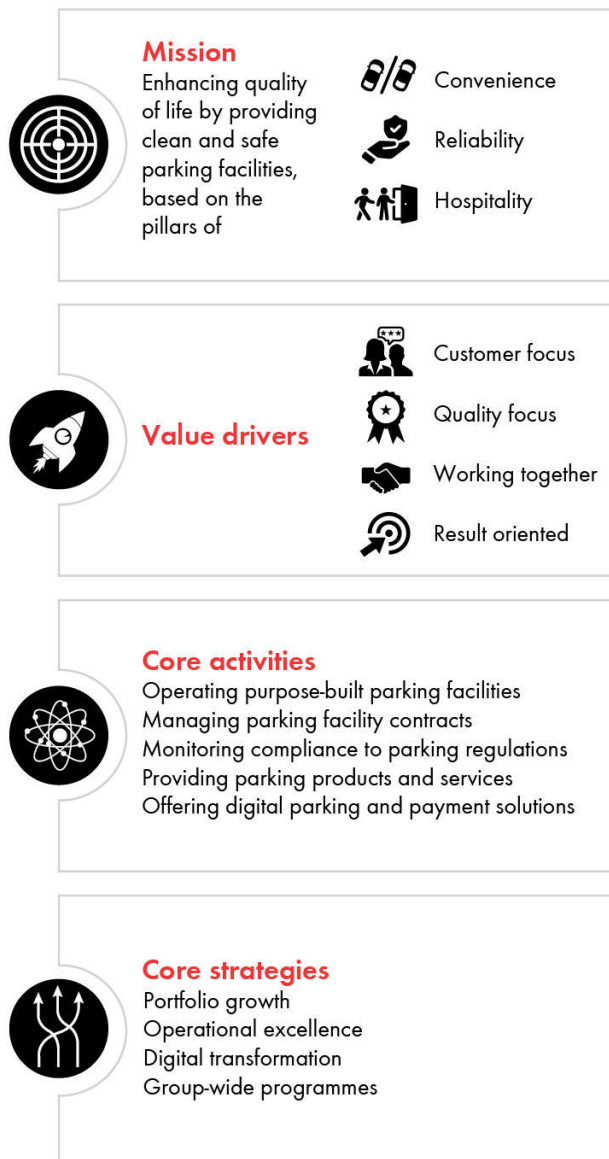 Mission
Enhancing quality
of life by providing
clean and safe
parking facilities,
based on the
pillars of
Convenience
Reliability
Hospitality
Value drivers
Customer focus
Quality focus
Working together
Result oriented
Core activities
Operating purpose-built parking facilities
Managing parking facility contracts
Monitoring compliance to parking regulations
Providing parking products and services
Offering digital parking and payment solutions
Core strategies
Portfolio growth
Operational excellence
Digital transformation
Group-wide programmes